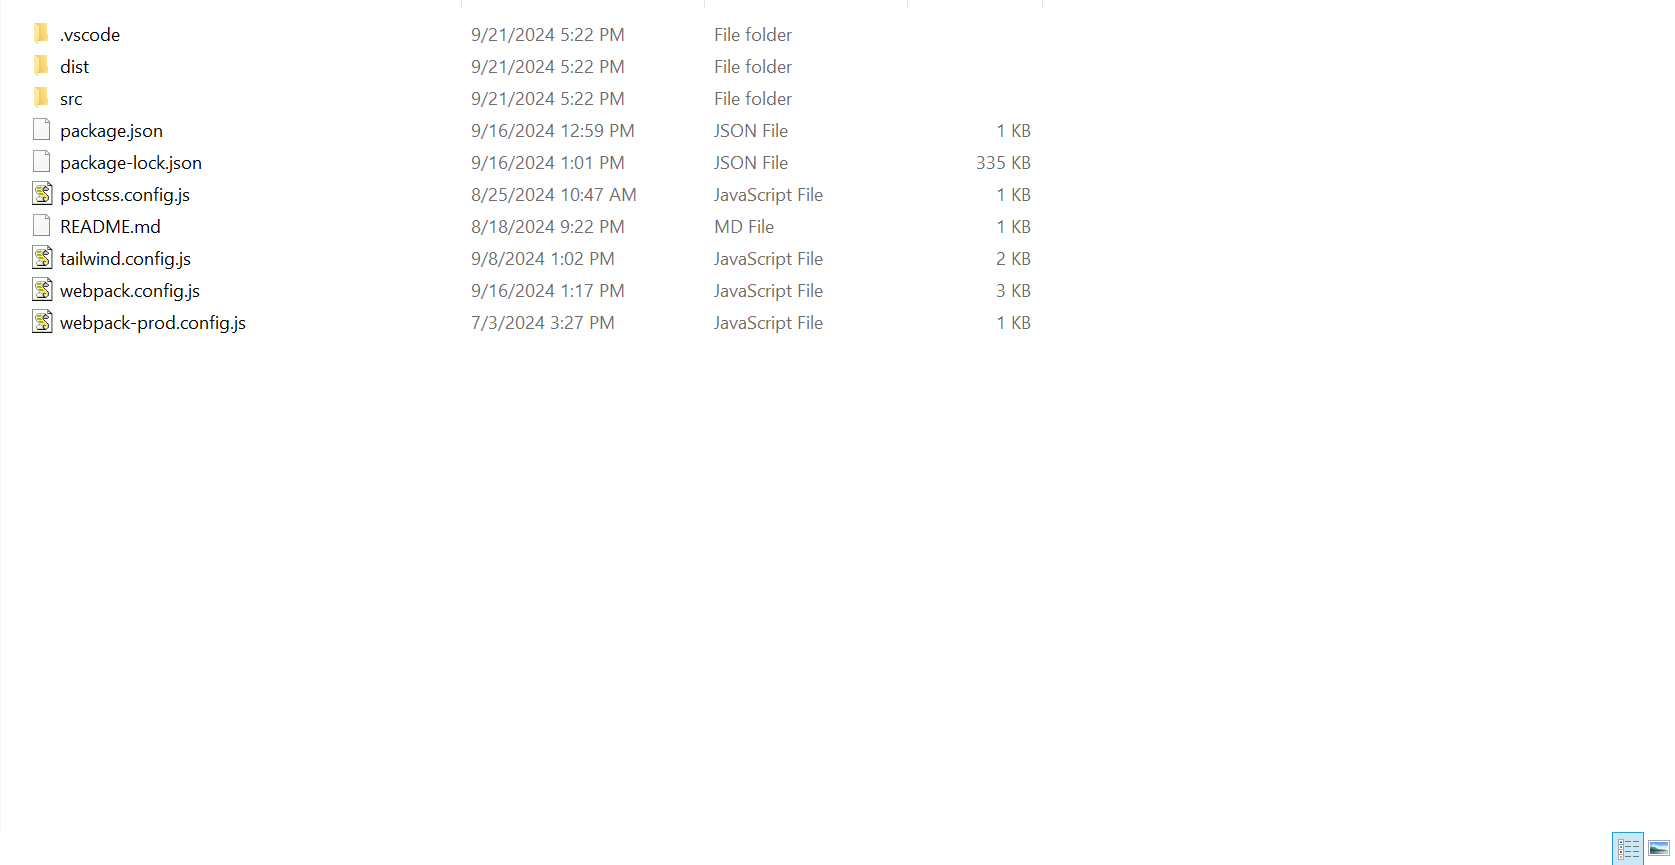 .vscode 9/21/2024 5:22 PM File folder
dist 9/21/2024 5:22 PM File folder
src 9/21/2024 5:22 PM File folder
package.json 9/16/2024 12:59 PM JSON File 1 KB
package-lock.json 9/16/2024 1:01 PM JSON File 335 KB
postcss.config.js 8/25/2024 10:47 AM JavaScript File 1 KB
README.md 8/18/2024 9:22 PM MD File 1 KB
tailwind.config.js 9/8/2024 1:02 PM JavaScript File 2 KB
webpack.config.js 9/16/2024 1:17 PM JavaScript File 3 KB
webpack-prod.config.js 7/3/2024 3:27 PM JavaScript File 1 KB